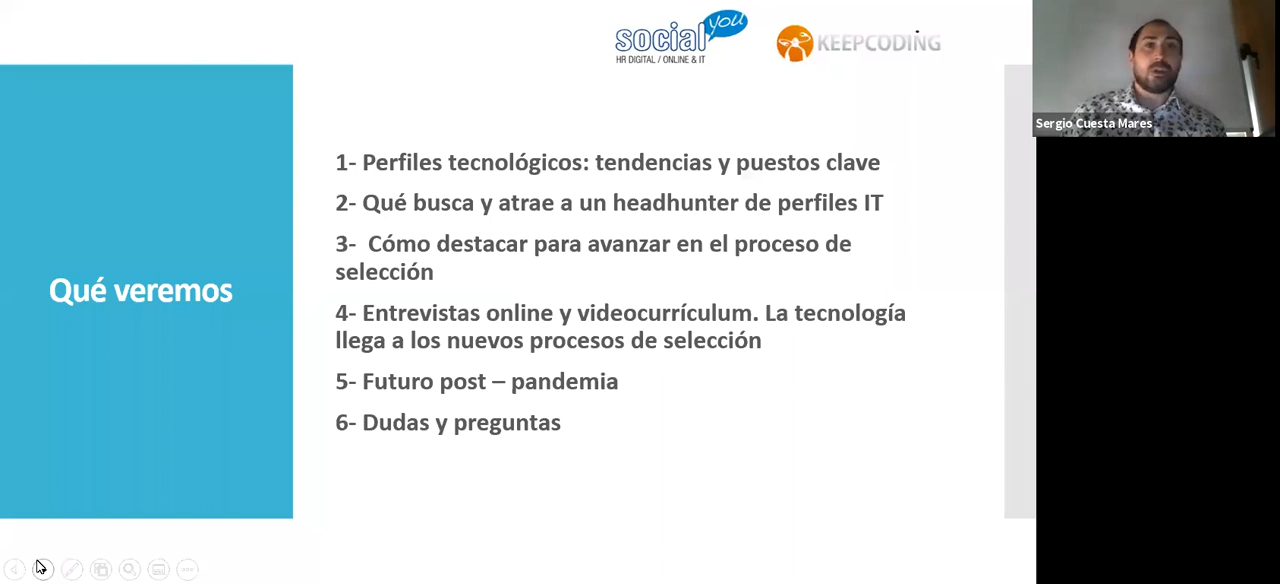 social you
HR DIGITAL / ONLINE & IT
KEEPCODING
Sergio Cuesta Mares
Qué veremos
1- Perfiles tecnológicos: tendencias y puestos clave
2- Qué busca y atrae a un headhunter de perfiles IT
3-  Cómo destacar para avanzar en el proceso de
selección
4- Entrevistas online y videocurrículum. La tecnología
llega a los nuevos procesos de selección
5- Futuro post – pandemia
6- Dudas y preguntas